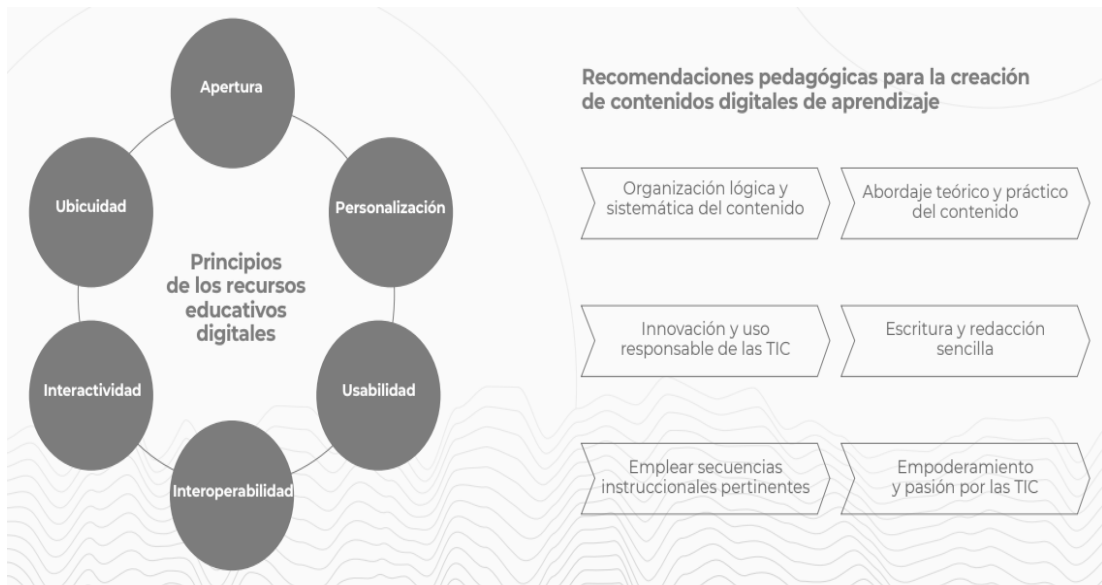 Apertura
Personalización
Usabilidad
Interoperabilidad
Interactividad
Ubicuidad
Principios
de los recursos
educativos
digitales
Recomendaciones pedagógicas para la creación
de contenidos digitales de aprendizaje
Organización lógica y
sistemática del contenido
Abordaje teórico y práctico
del contenido
Innovación y uso
responsable de las TIC
Escritura y redacción
sencilla
Emplear secuencias
instruccionales pertinentes
Empoderamiento
y pasión por las TIC